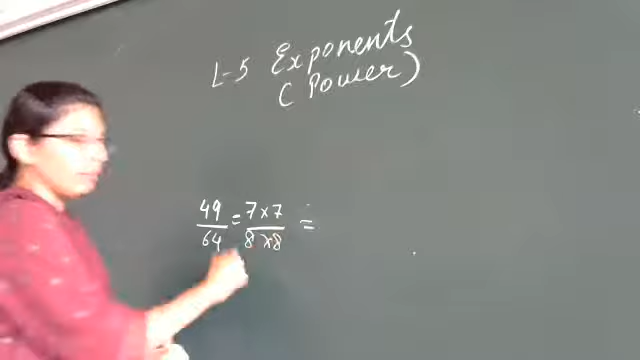 L-5 Exponents
(Power)
49/64 = 7×7/8×8 =